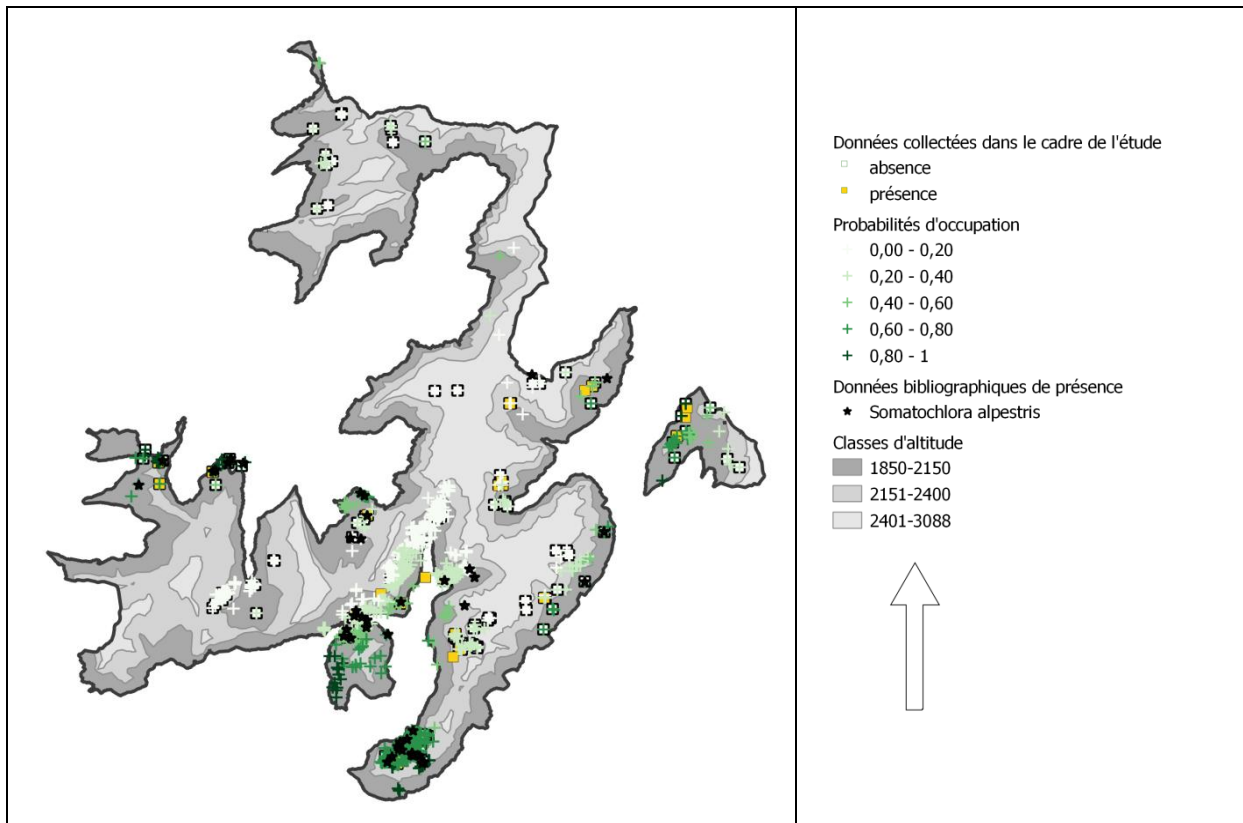 Données collectées dans le cadre de l'étude
absence
présence
Probabilités d'occupation
0,00 - 0,20
0,20 - 0,40
0,40 - 0,60
0,60 - 0,80
0,80 - 1
Données bibliographiques de présence
Somatochlora alpestris
Classes d'altitude
1850-2150
2151-2400
2401-3088